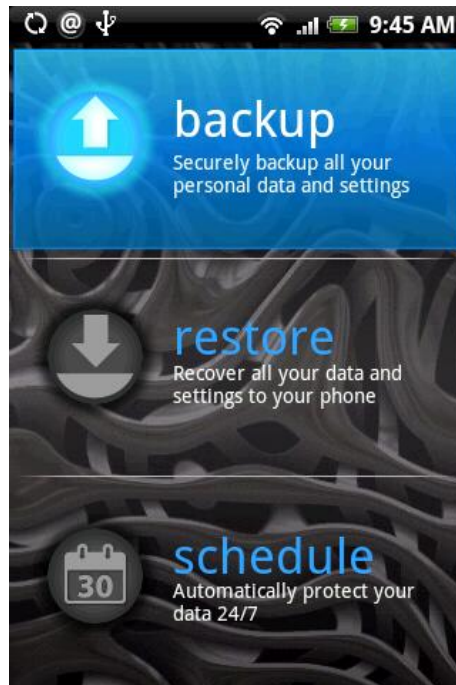 @
9:45 AM
backup
Securely backup all your
personal data and settings
restore
Recover all your data and
settings to your phone
schedule
30
Automatically protect your
data 24/7